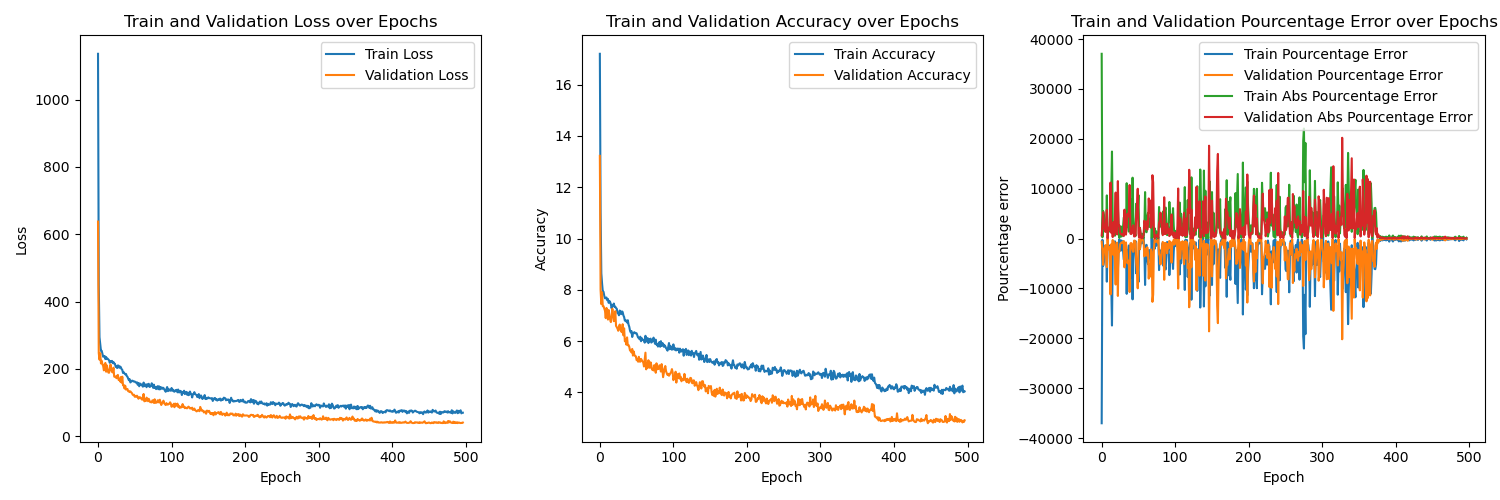 Train and Validation Loss over Epochs
Train Loss
Validation Loss
1000
800
600
400
200
0
Loss
0 100 200 300 400 500
Epoch
Train and Validation Accuracy over Epochs
Train Accuracy
Validation Accuracy
16
14
12
10
8
6
4
Accuracy
0 100 200 300 400 500
Epoch
Train and Validation Pourcentage Error over Epochs
Train Pourcentage Error
Validation Pourcentage Error
Train Abs Pourcentage Error
Validation Abs Pourcentage Error
40000
30000
20000
10000
0
−10000
−20000
−30000
−40000
Pourcentage error
0 100 200 300 400 500
Epoch